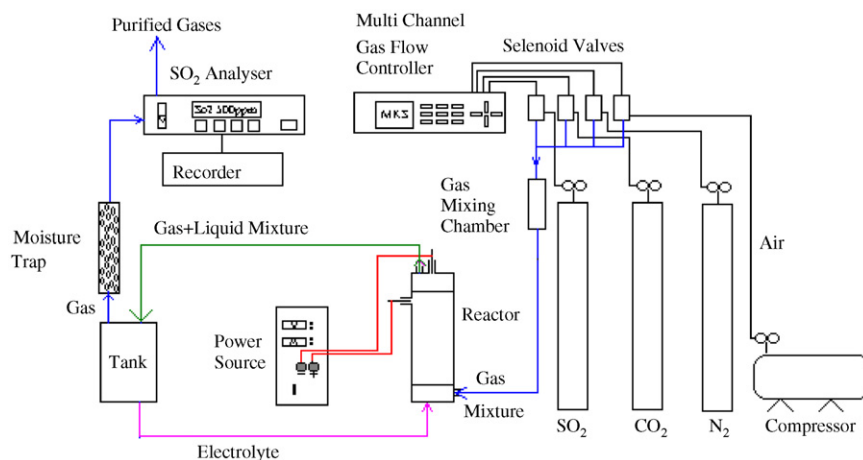 Purified Gases
SO2 Analyser
So2 500ppm
Recorder
Multi Channel
Gas Flow
Controller
MKS
Selenoid Valves
Gas
Mixing
Chamber
Moisture
Trap
Gas+Liquid Mixture
Air
Gas
Tank
Power
Source
- +
Reactor
Gas
Mixture
Electrolyte
SO2
CO2
N2
Compressor